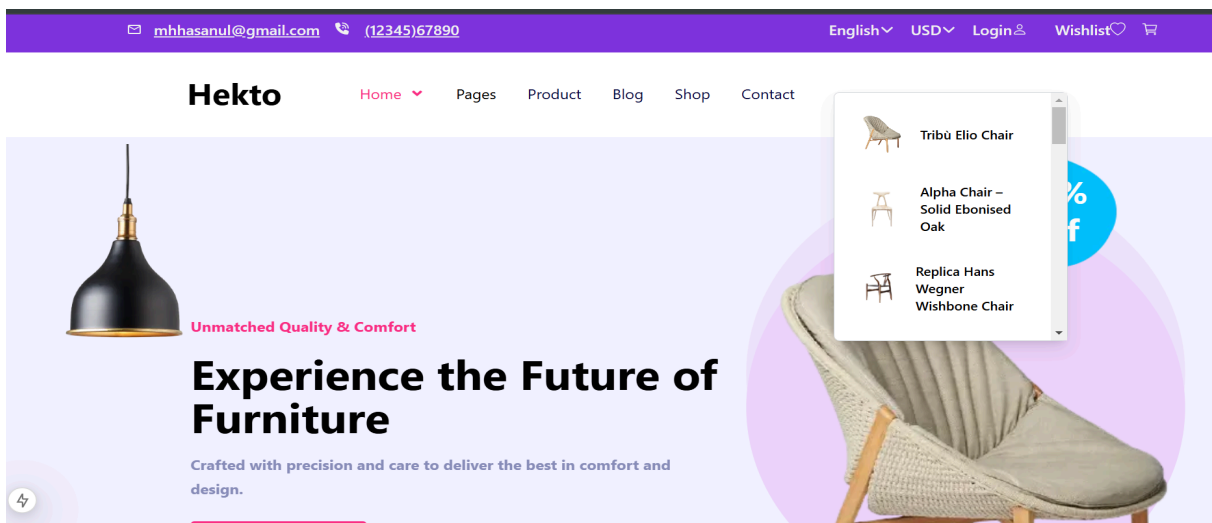 mhhasanul@gmail.com (12345)67890 English USD Login Wishlist
Hekto Home Pages Product Blog Shop Contact
Tribù Elio Chair
Alpha Chair –
Solid Ebonised
Oak
Replica Hans
Wegner
Wishbone Chair
%
f
Unmatched Quality & Comfort
Experience the Future of
Furniture
Crafted with precision and care to deliver the best in comfort and
design.